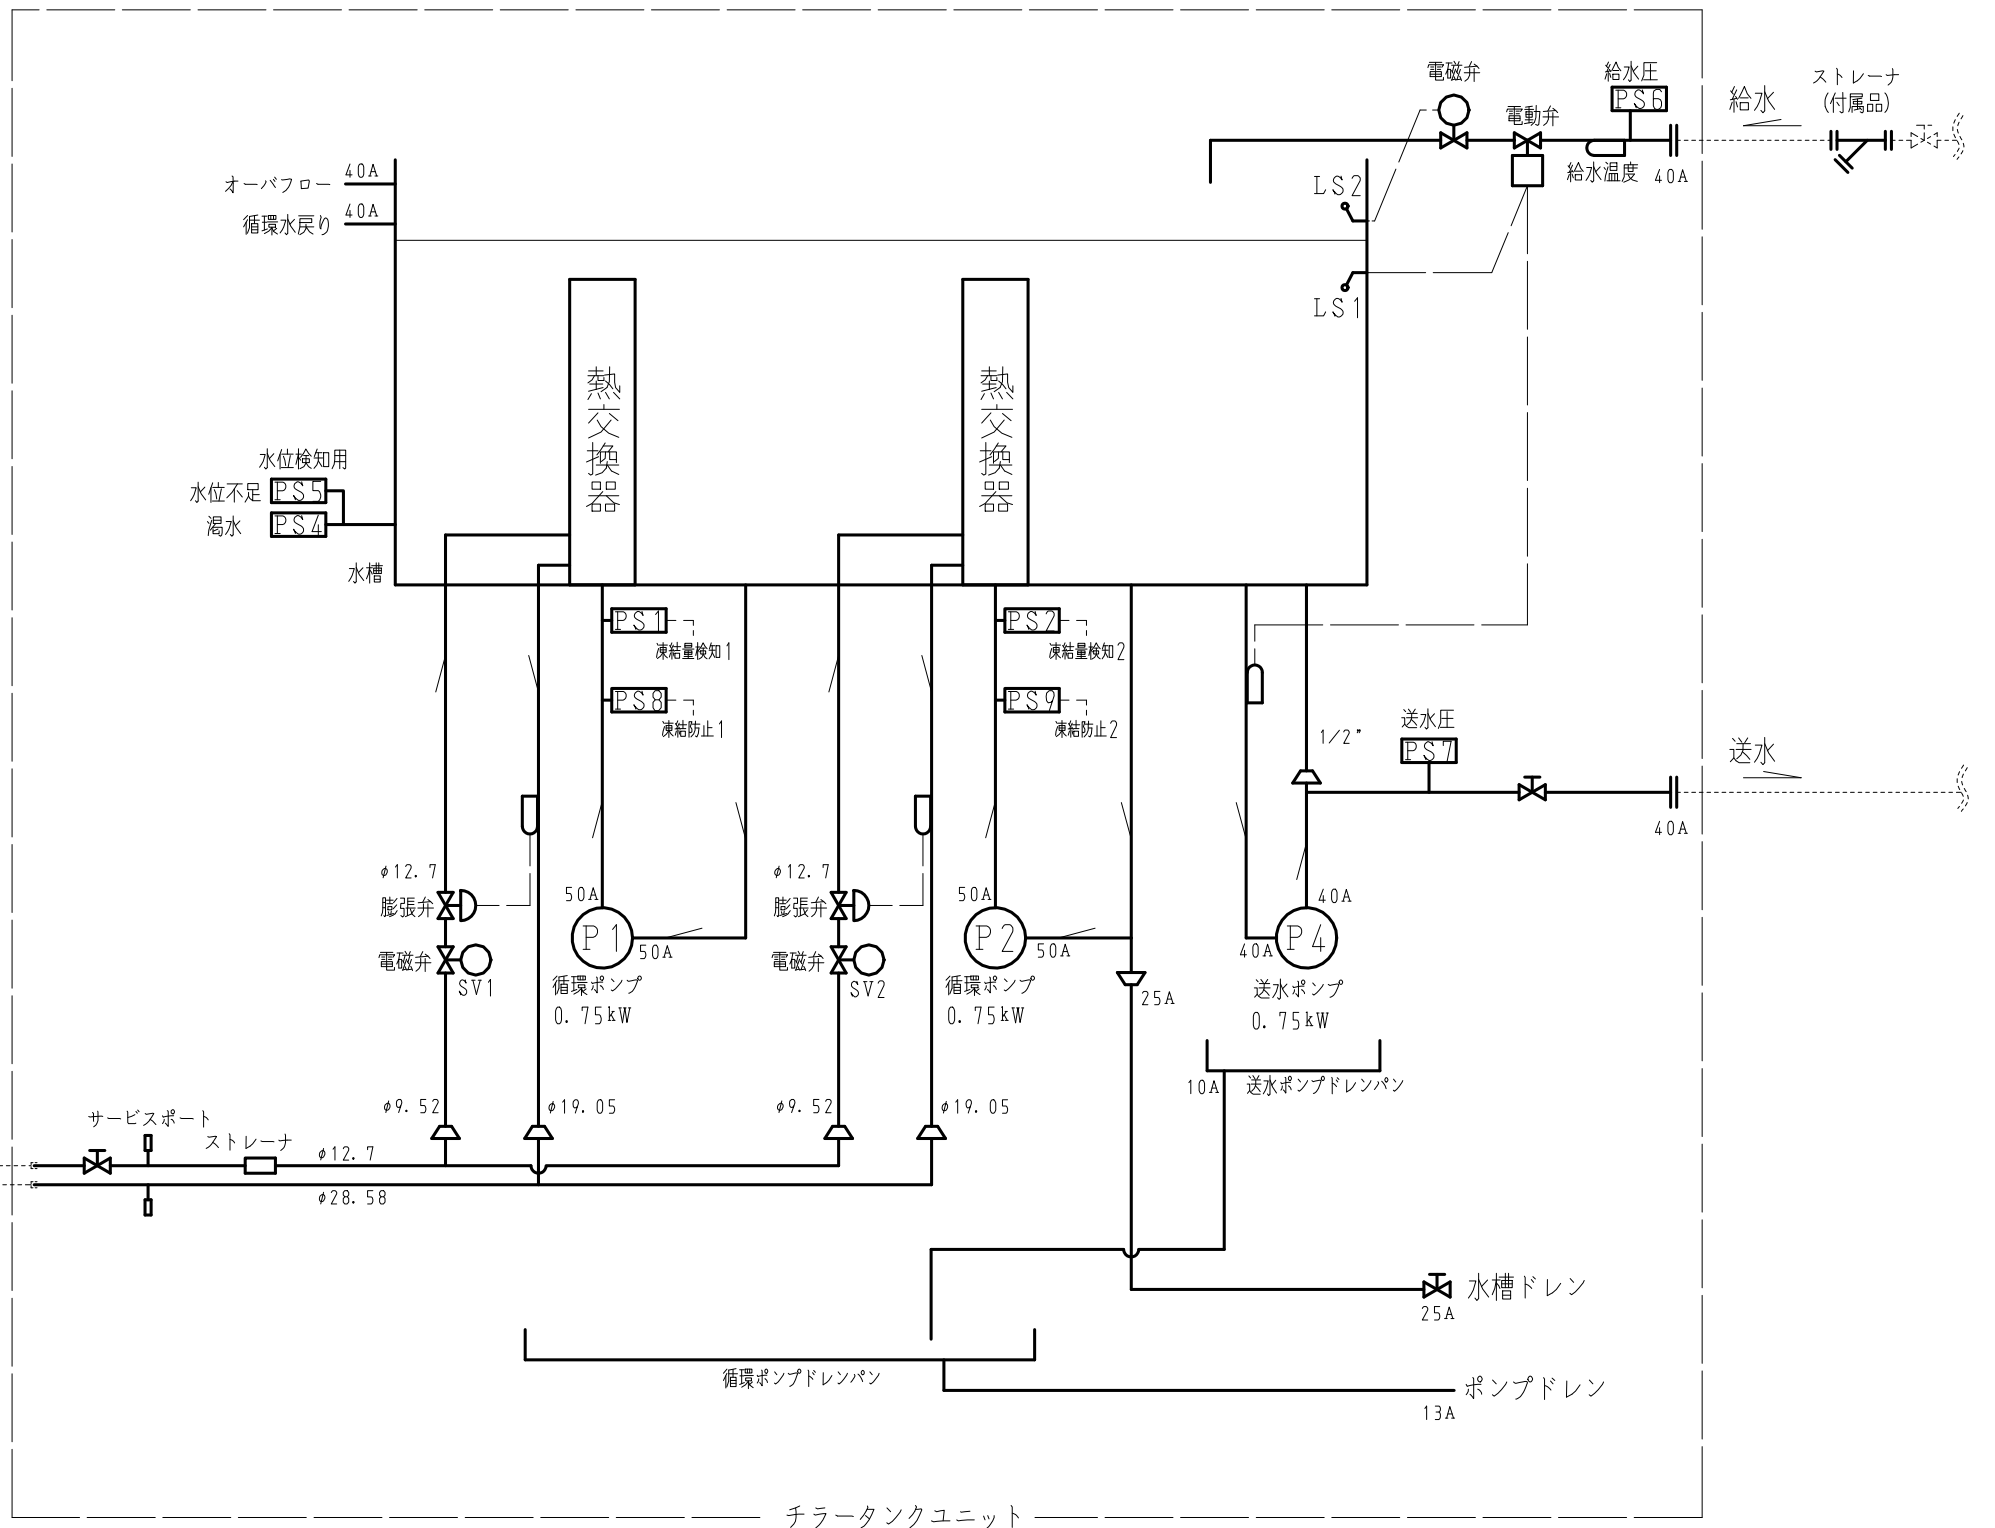 電磁弁
給水圧
PS6
給水
ストレーナ
(付属品)
電動弁
給水温度
40A
オーバフロー
40A
循環水戻り
40A
LS2
LS1
熱交換器
熱交換器
水位検知用
水位不足
PS5
渇水
PS4
水槽
PS1
凍結量検知1
PS8
凍結防止1
PS2
凍結量検知2
PS9
凍結防止2
1/2"
送水圧
PS7
送水
40A
φ12.7
膨張弁
電磁弁
SV1
50A
P1
50A
循環ポンプ
0.75kW
φ12.7
膨張弁
電磁弁
SV2
50A
P2
50A
循環ポンプ
0.75kW
25A
40A
P4
40A
送水ポンプ
0.75kW
10A
送水ポンプドレンパン
φ9.52
φ19.05
φ9.52
φ19.05
サービスポート
ストレーナ
φ12.7
φ28.58
水槽ドレン
25A
循環ポンプドレンパン
ポンプドレン
13A
チラータンクユニット